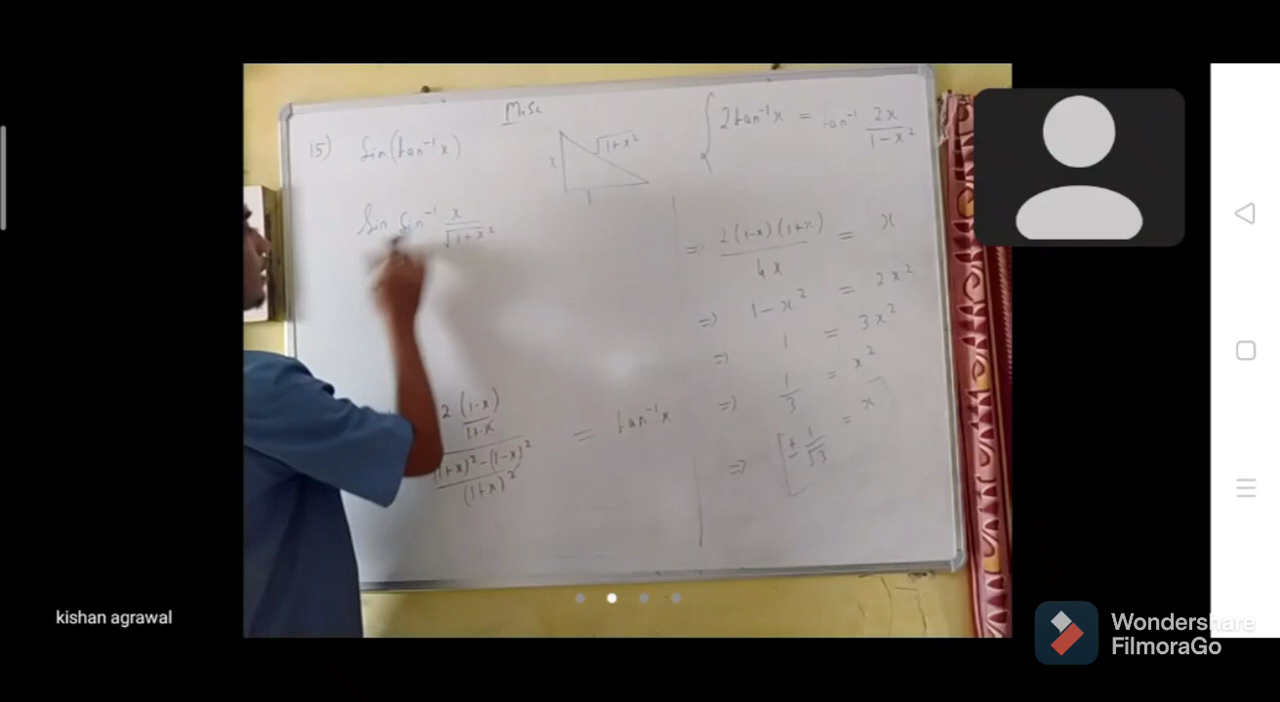 Misc
15) Sin(tan⁻¹x)
x √1+x² 1
Sin Sin⁻¹ x/√1+x²
2(1-x)/1+x / (1+x)²-(1-x)²/(1+x)² = tan⁻¹x
2tan⁻¹x = tan⁻¹ 2x/1-x²
=> 2(1-x)(1+x)/4x = x
=> 1-x² = 2x²
=> 1 = 3x²
=> 1/3 = x²
=> ± 1/√3 = x
kishan agrawal
Wondershare
FilmoraGo